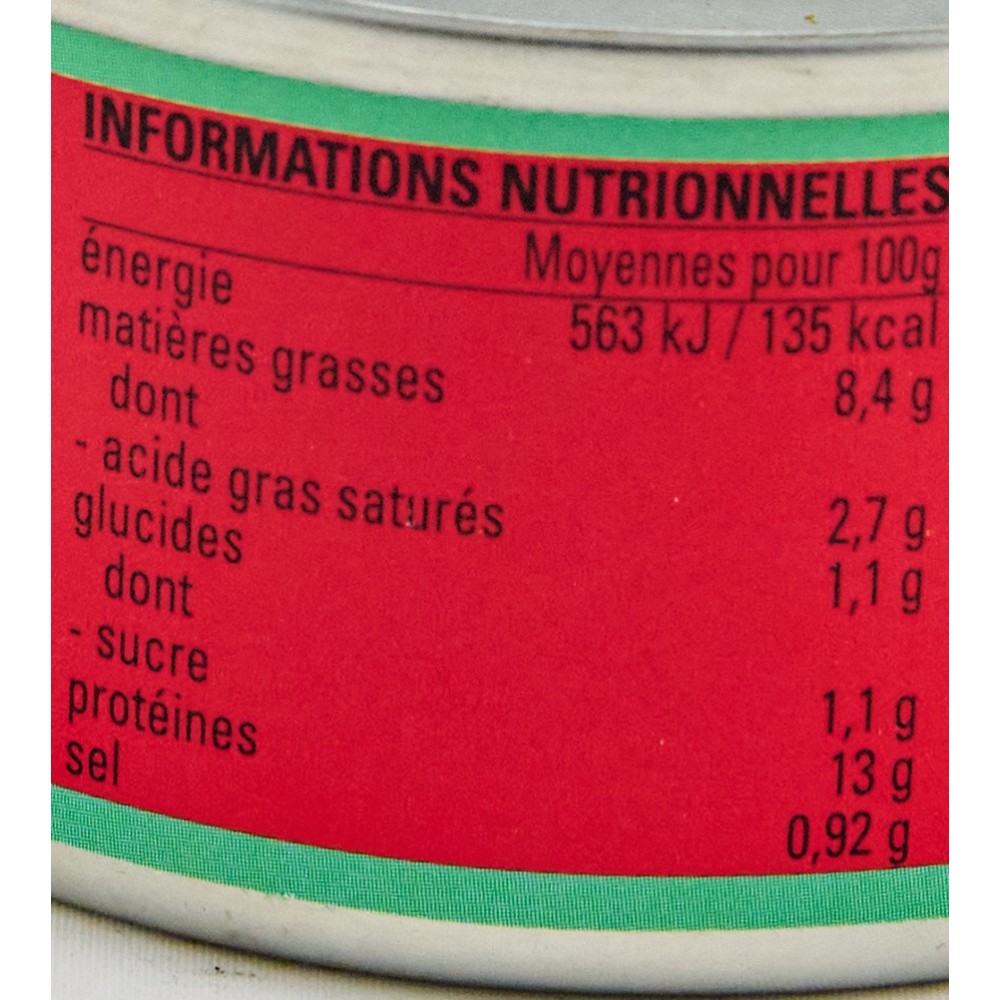 INFORMATIONS NUTRIONNELLES
Moyennes pour 100g
énergie 563 kJ / 135 kcal
matières grasses 8,4 g
dont
- acide gras saturés 2,7 g
glucides 1,1 g
dont
- sucre 1,1 g
protéines 13 g
sel 0,92 g